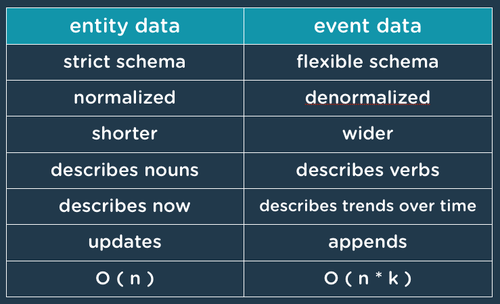 entity data event data
strict schema flexible schema
normalized denormalized
shorter wider
describes nouns describes verbs
describes now describes trends over time
updates appends
O ( n ) O ( n * k )